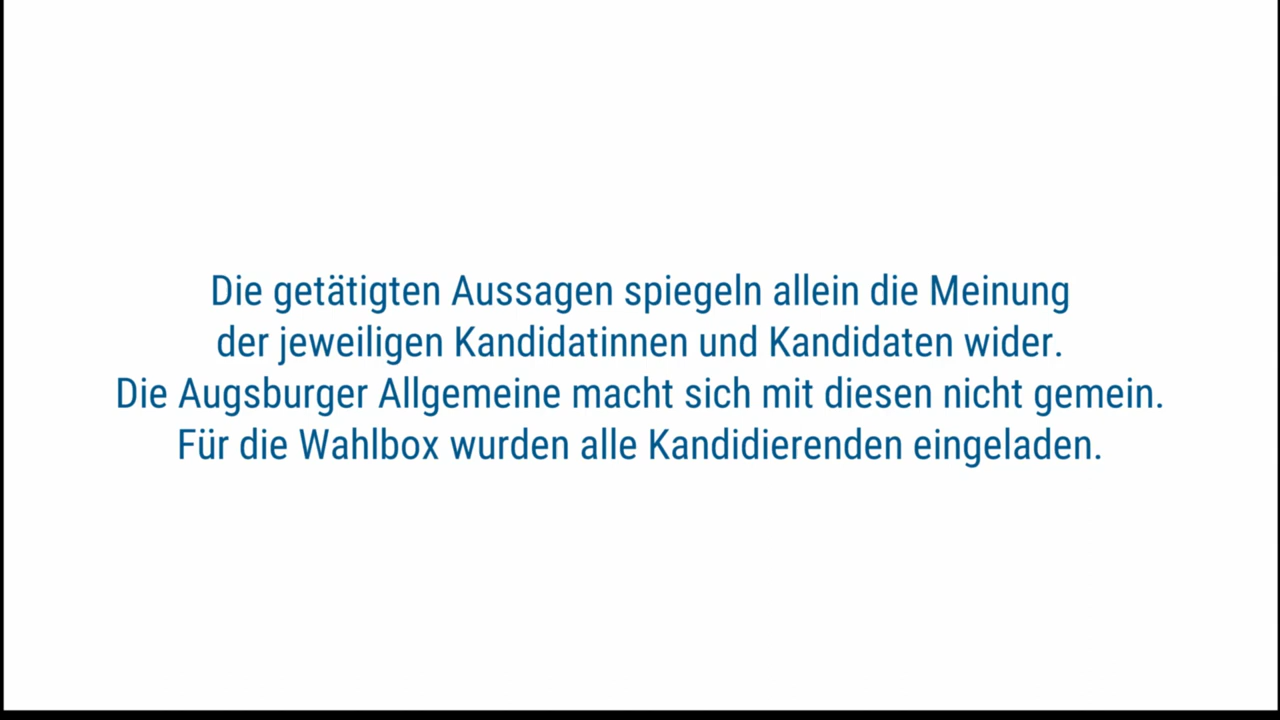 Die getätigten Aussagen spiegeln allein die Meinung
der jeweiligen Kandidatinnen und Kandidaten wider.
Die Augsburger Allgemeine macht sich mit diesen nicht gemein.
Für die Wahlbox wurden alle Kandidierenden eingeladen.